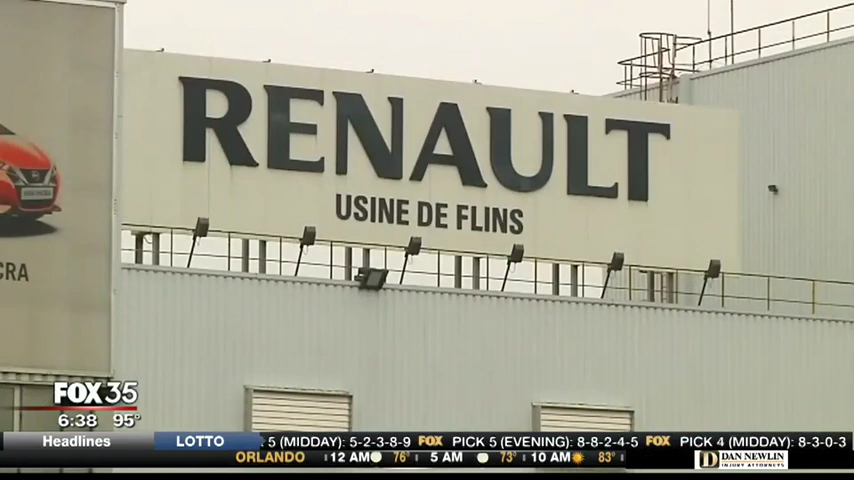 RENAULT
USINE DE FLINS
CRA
FOX 35
6:38 95°
Headlines LOTTO 5 (MIDDAY): 5-2-3-8-9 FOX PICK 5 (EVENING): 8-8-2-4-5 FOX PICK 4 (MIDDAY): 8-3-0-3
ORLANDO 12 AM 76° 5 AM 73° 10 AM 83° D DAN NEWLIN
INJURY ATTORNEYS